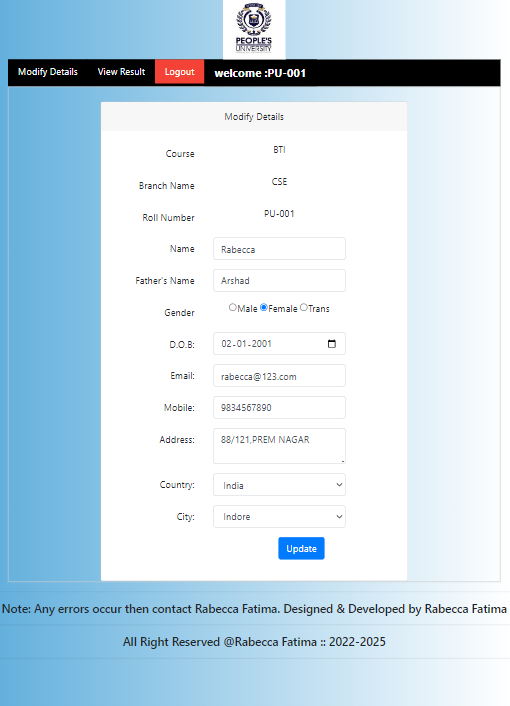 PEOPLE'S
UNIVERSITY
Modify Details View Result Logout welcome :PU-001
Modify Details
Course BTI
Branch Name CSE
Roll Number PU-001
Name Rabecca
Father's Name Arshad
Gender Male Female Trans
D.O.B: 02-01-2001
Email: rabecca@123.com
Mobile: 9834567890
Address: 88/121,PREM NAGAR
Country: India
City: Indore
Update
Note: Any errors occur then contact Rabecca Fatima. Designed & Developed by Rabecca Fatima
All Right Reserved @Rabecca Fatima :: 2022-2025